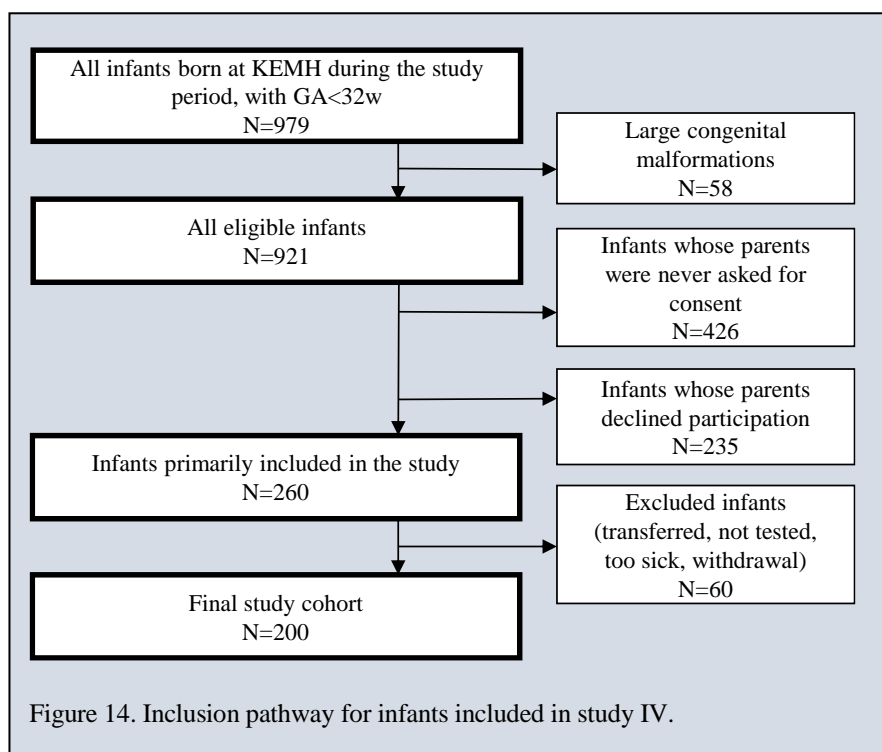 All infants born at KEMH during the study
period, with GA<32w
N=979
Large congenital
malformations
N=58
All eligible infants
N=921
Infants whose parents
were never asked for
consent
N=426
Infants whose parents
declined participation
N=235
Infants primarily included in the study
N=260
Excluded infants
(transferred, not tested,
too sick, withdrawal)
N=60
Final study cohort
N=200
Figure 14. Inclusion pathway for infants included in study IV.